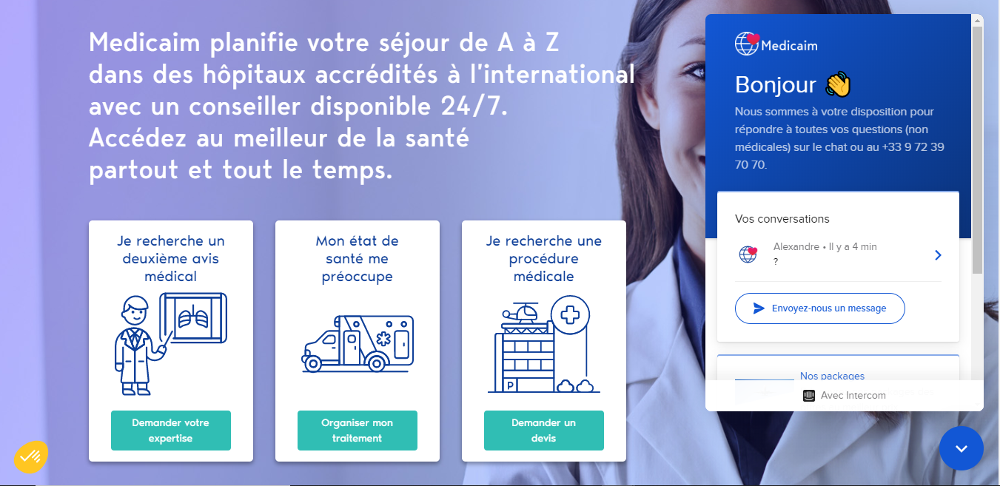 Medicaim planifie votre séjour de A à Z
dans des hôpitaux accrédités à l'international
avec un conseiller disponible 24/7.
Accédez au meilleur de la santé
partout et tout le temps.
Je recherche un
deuxième avis
médical
Demander votre
expertise
Mon état de
santé me
préoccupe
Organiser mon
traitement
Je recherche une
procédure
médicale
P
Demander un
devis
Medicaim
Bonjour 👋
Nous sommes à votre disposition pour
répondre à toutes vos questions (non
médicales) sur le chat ou au +33 9 72 39
70 70.
Vos conversations
Alexandre • Il y a 4 min
?
Envoyez-nous un message
Nos packages
Avec Intercom